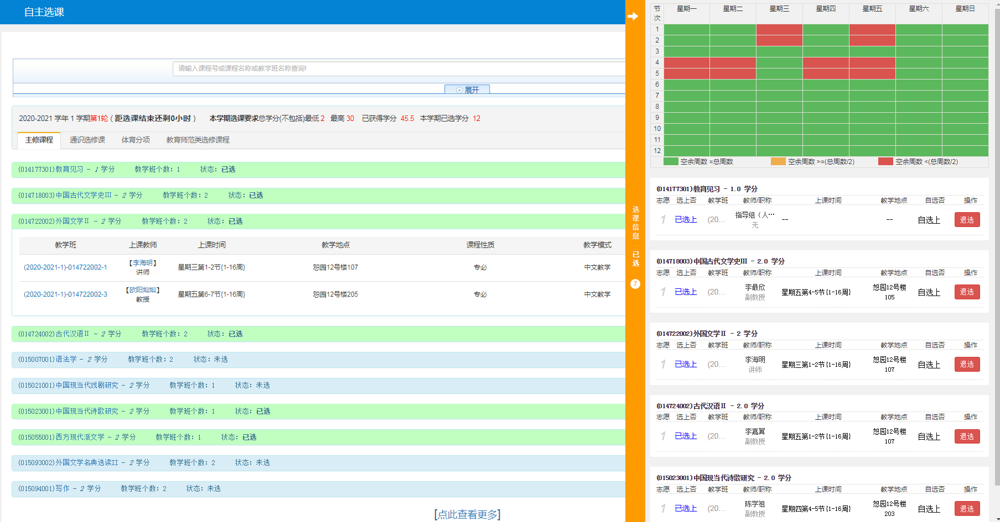 自主选课
请输入课程号或课程名称或教学班名称查询!
展开
2020-2021 学年 1 学期第1轮 ( 距选课结束还剩0小时 ) 本学期选课要求总学分(不包括)最低 2 最高 30 已获得学分 45.5 本学期已选学分 12
主修课程 通识选修课 体育分项 教育师范类选修课程
(014177301)教育见习 - 1 学分 教学班个数: 1 状态: 已选
(014718003)中国古代文学史III - 2 学分 教学班个数: 2 状态: 已选
(014722002)外国文学II - 2 学分 教学班个数: 2 状态: 已选
教学班 上课教师 上课时间 教学地点 课程性质 教学模式
(2020-2021-1)-014722002-1 【李海明】 讲师 星期三第1-2节{1-16周} 恕园12号楼107 专必 中文教学
(2020-2021-1)-014722002-3 【欧阳灿灿】 教授 星期五第6-7节{1-16周} 恕园12号楼205 专必 中文教学
(014724002)古代汉语II - 2 学分 教学班个数: 2 状态: 已选
(015007001)语法学 - 2 学分 教学班个数: 2 状态: 未选
(015021001)中国现当代戏剧研究 - 2 学分 教学班个数: 1 状态: 未选
(015023001)中国现当代诗歌研究 - 2 学分 教学班个数: 1 状态: 已选
(015055001)西方现代派文学 - 2 学分 教学班个数: 1 状态: 已选
(015093002)外国文学名典选读II - 2 学分 教学班个数: 2 状态: 未选
(015094001)写作 - 2 学分 教学班个数: 2 状态: 未选
[点此查看更多]
选课信息
已选
7
节次 星期一 星期二 星期三 星期四 星期五 星期六 星期日
1
2
3
4
5
6
7
8
9
10
11
12
空余周数 =总周数 空余周数 >=(总周数/2) 空余周数 <(总周数/2)
(014177301)教育见习 - 1.0 学分
志愿 选上否 教学班 教师/职称 上课时间 教学地点 自选否 操作
1 已选上 (20... 指导组（人… 无 -- -- 自选上 退选
(014718003)中国古代文学史III - 2.0 学分
志愿 选上否 教学班 教师/职称 上课时间 教学地点 自选否 操作
1 已选上 (20... 李最欣 副教授 星期五第4-5节{1-16周} 恕园12号楼105 自选上 退选
(014722002)外国文学II - 2 学分
志愿 选上否 教学班 教师/职称 上课时间 教学地点 自选否 操作
1 已选上 (20... 李海明 讲师 星期三第1-2节{1-16周} 恕园12号楼107 自选上 退选
(014724002)古代汉语II - 2.0 学分
志愿 选上否 教学班 教师/职称 上课时间 教学地点 自选否 操作
1 已选上 (20... 李嘉翼 副教授 星期五第1-2节{1-16周} 恕园12号楼107 自选上 退选
(015023001)中国现当代诗歌研究 - 2.0 学分
志愿 选上否 教学班 教师/职称 上课时间 教学地点 自选否 操作
1 已选上 (20... 陈学祖 副教授 星期四第4-5节{1-16周} 恕园12号楼203 自选上 退选